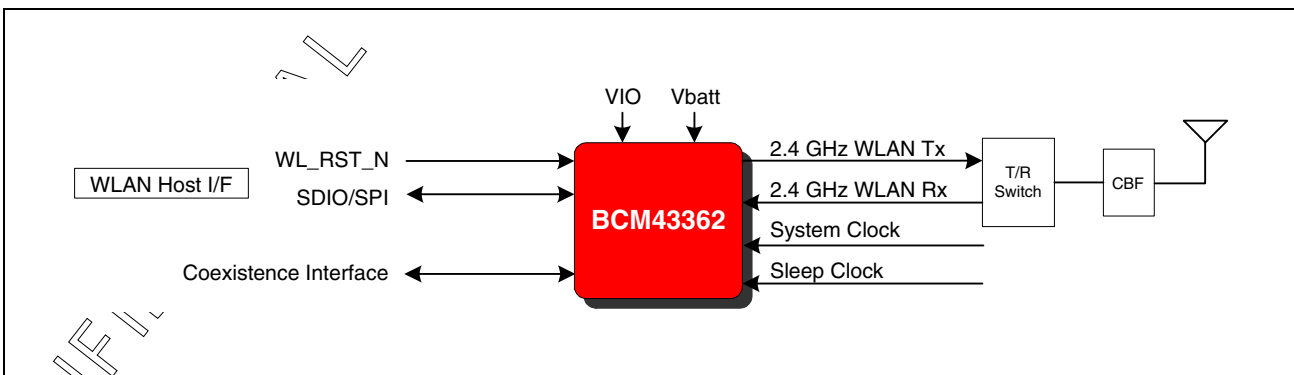 VIO Vbatt
WL_RST_N
WLAN Host I/F
SDIO/SPI
Coexistence Interface
BCM43362
2.4 GHz WLAN Tx
2.4 GHz WLAN Rx
System Clock
Sleep Clock
T/R
Switch
CBF